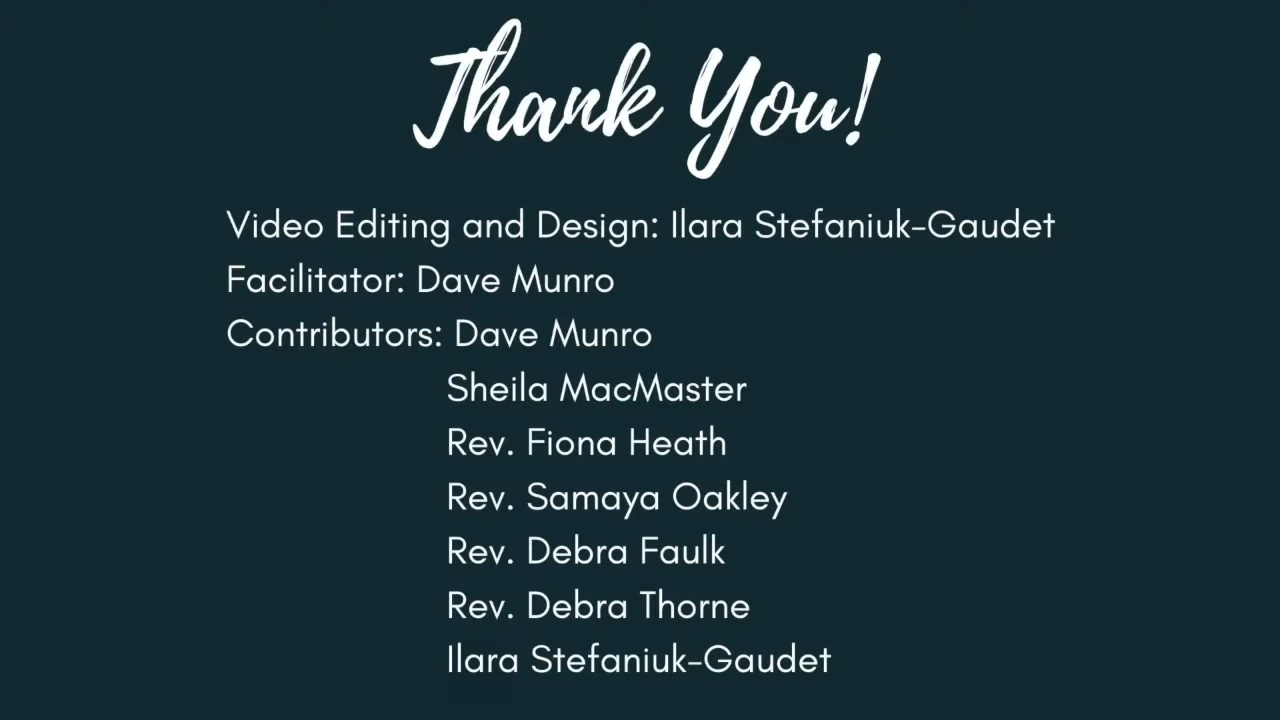 Thank You!
Video Editing and Design: Ilara Stefaniuk-Gaudet
Facilitator: Dave Munro
Contributors: Dave Munro
Sheila MacMaster
Rev. Fiona Heath
Rev. Samaya Oakley
Rev. Debra Faulk
Rev. Debra Thorne
Ilara Stefaniuk-Gaudet